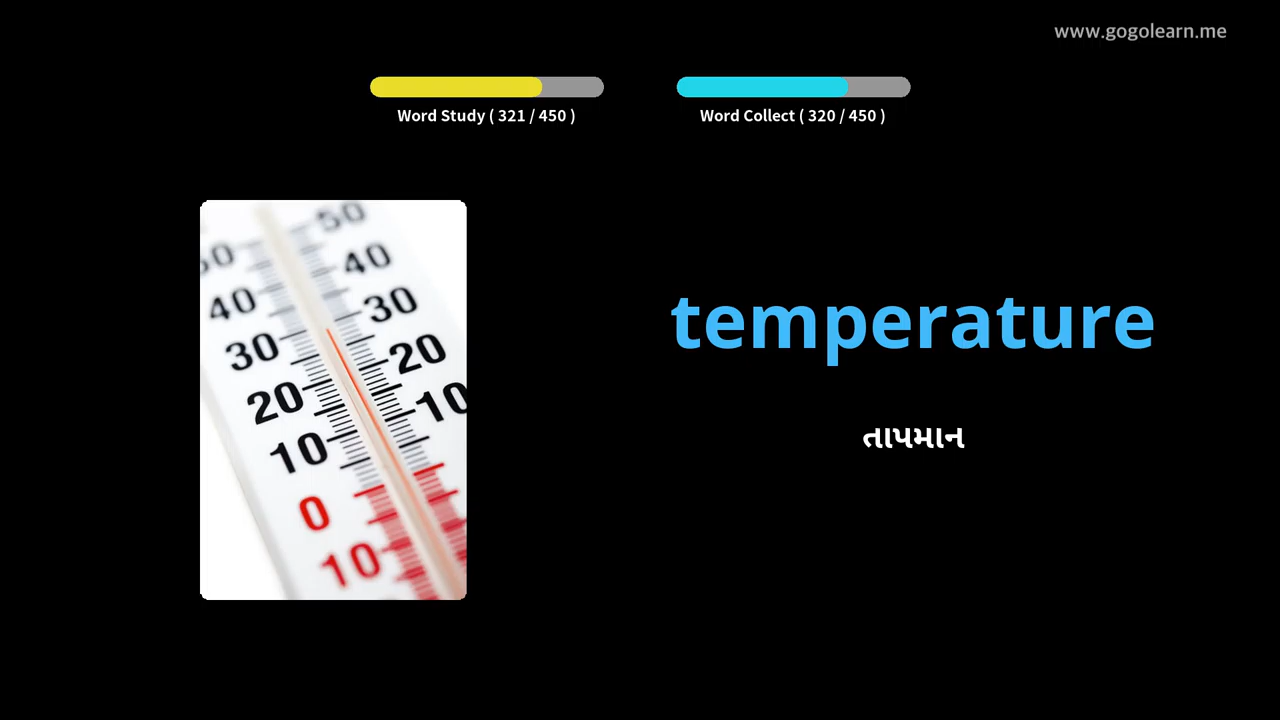 www.gogolearn.me
Word Study ( 321 / 450 )
Word Collect ( 320 / 450 )
50
50
40
40
30
30
20
20
10
10
0
10
temperature
તાપમાન